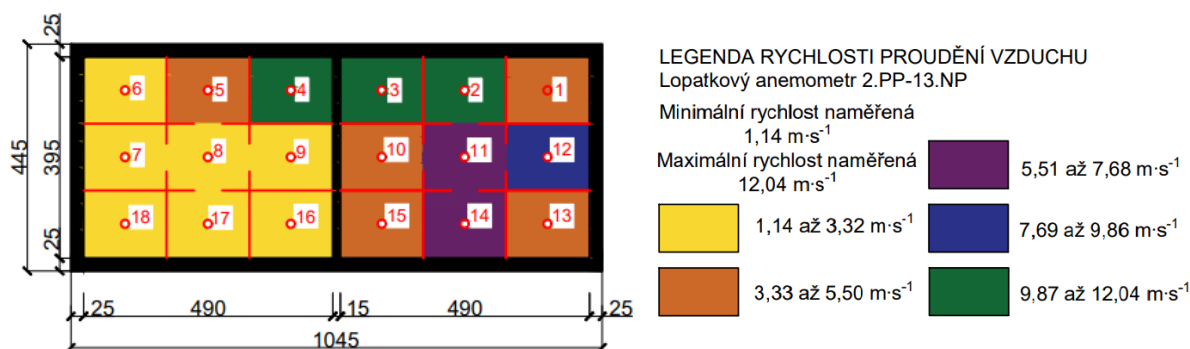 25
445
395
25
6
5
4
3
2
1
7
8
9
10
11
12
18
17
16
15
14
13
25
490
15
490
25
1045
LEGENDA RYCHLOSTI PROUDĚNÍ VZDUCHU
Lopatkový anemometr 2.PP-13.NP
Minimální rychlost naměřená
1,14 m·s⁻¹
Maximální rychlost naměřená
12,04 m·s⁻¹
1,14 až 3,32 m·s⁻¹
3,33 až 5,50 m·s⁻¹
5,51 až 7,68 m·s⁻¹
7,69 až 9,86 m·s⁻¹
9,87 až 12,04 m·s⁻¹